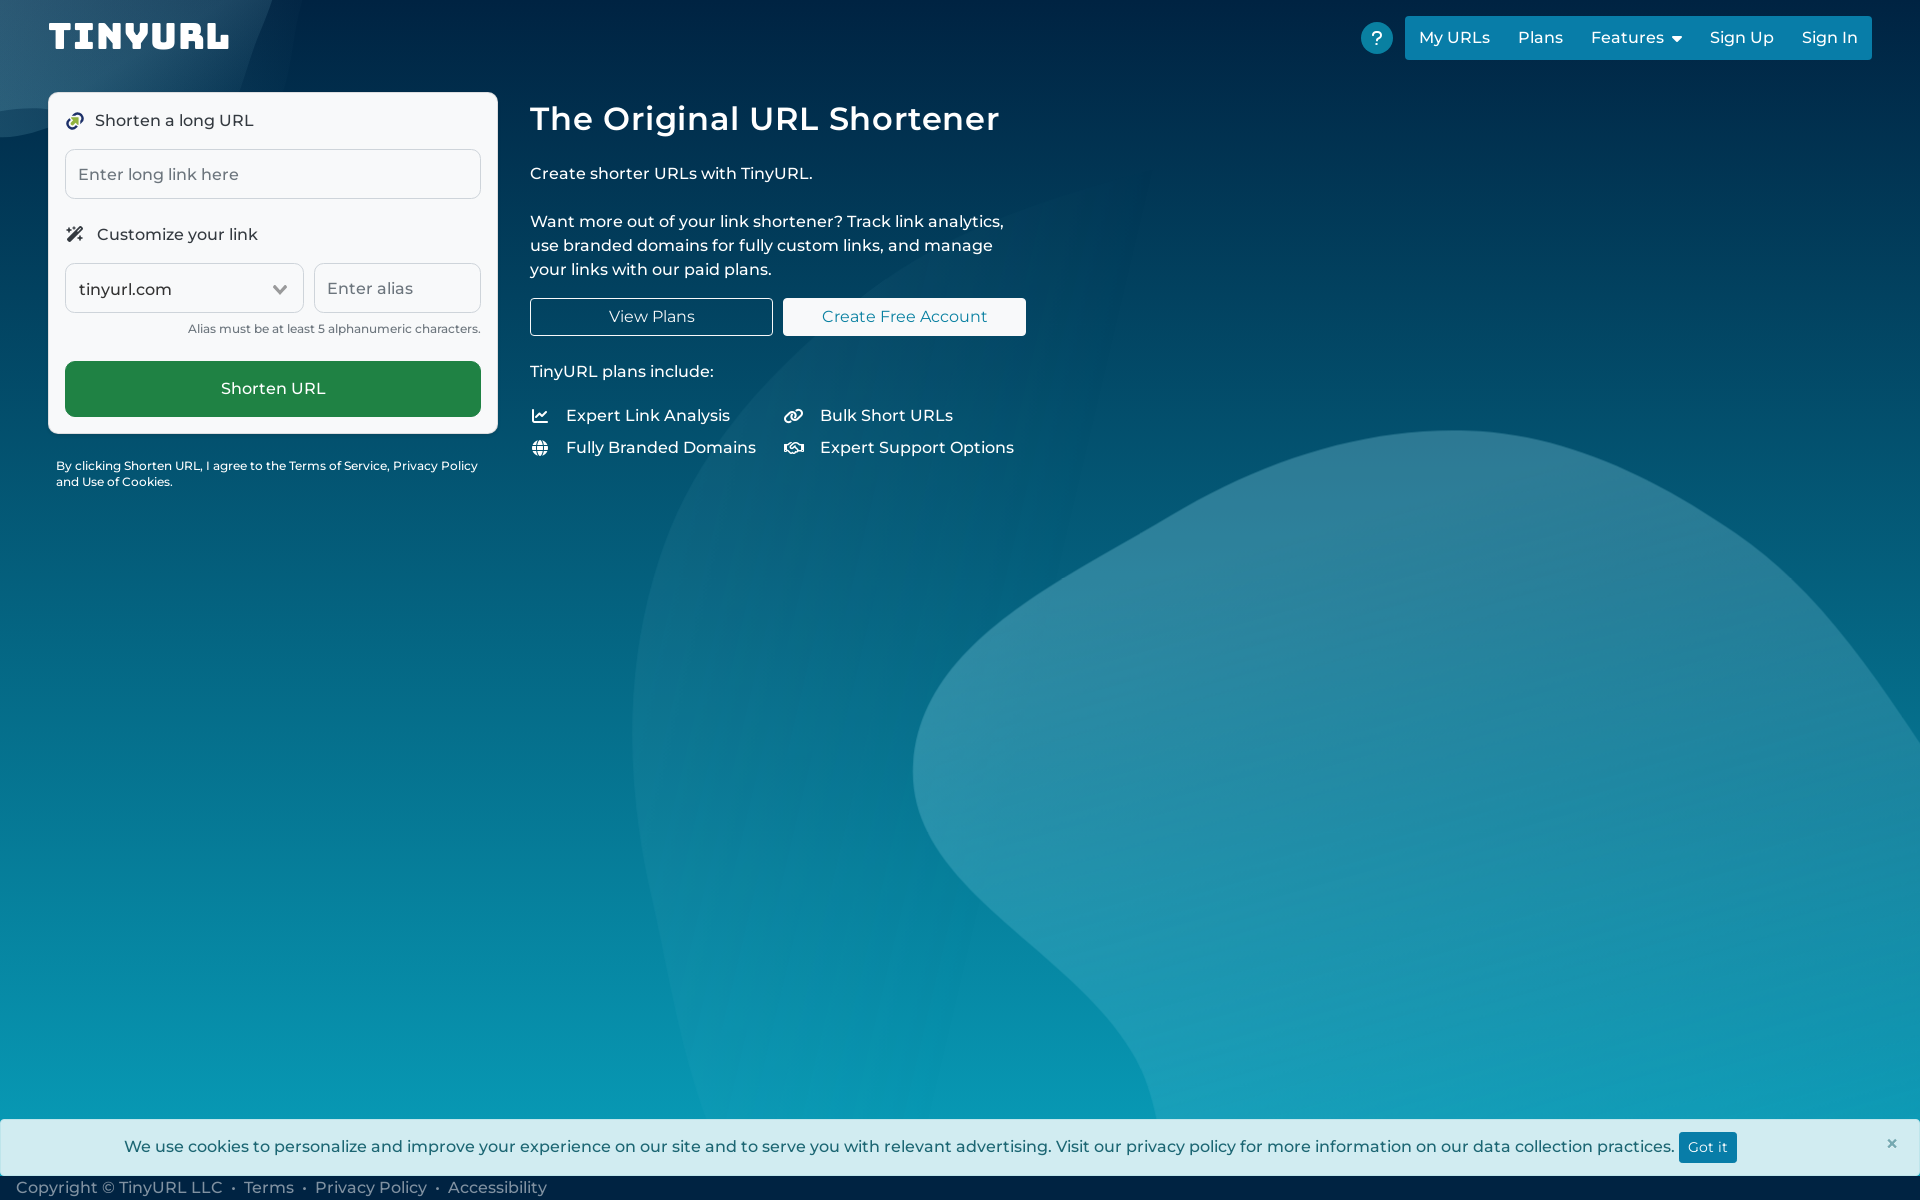 TINYURL
?
My URLs
Plans
Features
Sign Up
Sign In
Shorten a long URL
Enter long link here
Customize your link
tinyurl.com
Enter alias
Alias must be at least 5 alphanumeric characters.
Shorten URL
By clicking Shorten URL, I agree to the Terms of Service, Privacy Policy
and Use of Cookies.
The Original URL Shortener
Create shorter URLs with TinyURL.
Want more out of your link shortener? Track link analytics,
use branded domains for fully custom links, and manage
your links with our paid plans.
View Plans
Create Free Account
TinyURL plans include:
Expert Link Analysis
Bulk Short URLs
Fully Branded Domains
Expert Support Options
We use cookies to personalize and improve your experience on our site and to serve you with relevant advertising. Visit our privacy policy for more information on our data collection practices.
Got it
×
Copyright © TinyURL LLC • Terms • Privacy Policy • Accessibility